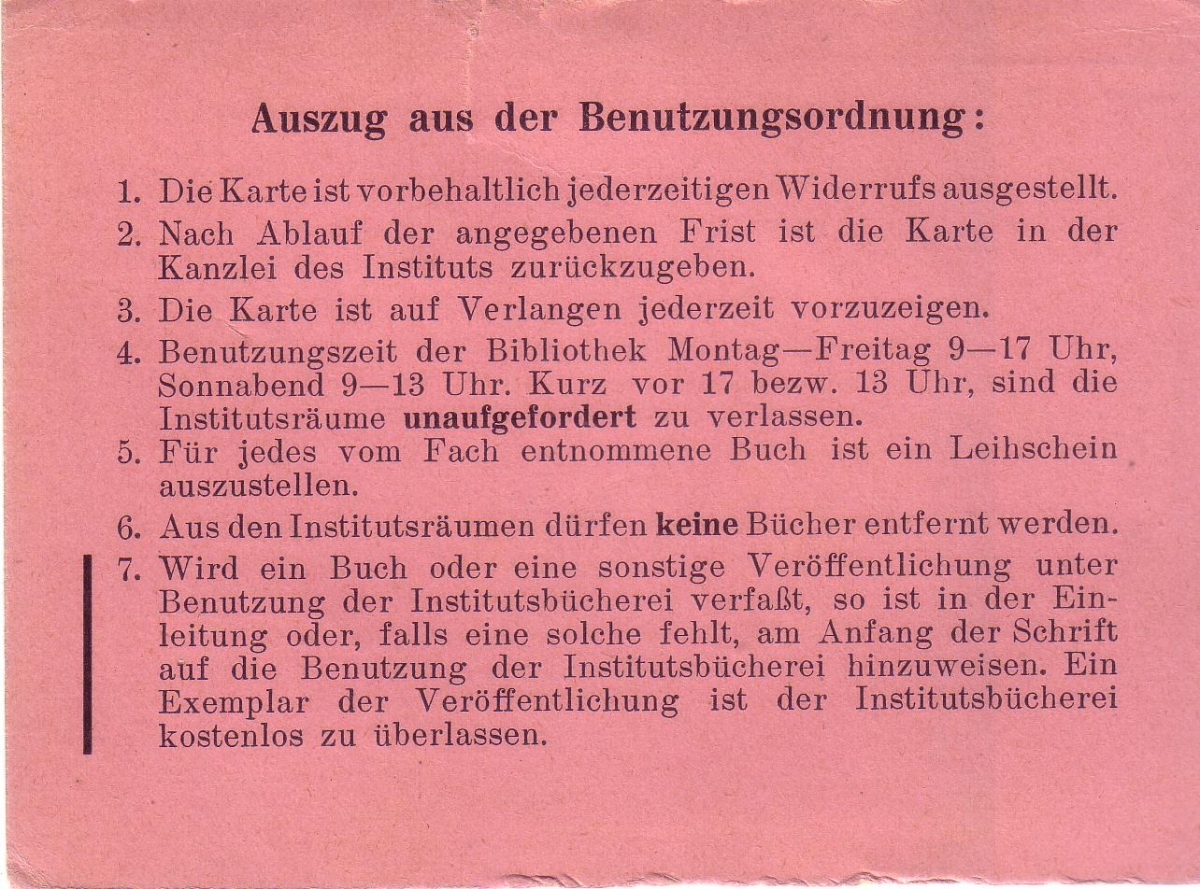 Auszug aus der Benutzungsordnung:
1. Die Karte ist vorbehaltlich jederzeitigen Widerrufs ausgestellt.
2. Nach Ablauf der angegebenen Frist ist die Karte in der
Kanzlei des Instituts zurückzugeben.
3. Die Karte ist auf Verlangen jederzeit vorzuzeigen.
4. Benutzungszeit der Bibliothek Montag—Freitag 9—17 Uhr,
Sonnabend 9—13 Uhr. Kurz vor 17 bezw. 13 Uhr, sind die
Institutsräume unaufgefordert zu verlassen.
5. Für jedes vom Fach entnommene Buch ist ein Leihschein
auszustellen.
6. Aus den Institutsräumen dürfen keine Bücher entfernt werden.
7. Wird ein Buch oder eine sonstige Veröffentlichung unter
Benutzung der Institutsbücherei verfaßt, so ist in der Ein-
leitung oder, falls eine solche fehlt, am Anfang der Schrift
auf die Benutzung der Institutsbücherei hinzuweisen. Ein
Exemplar der Veröffentlichung ist der Institutsbücherei
kostenlos zu überlassen.